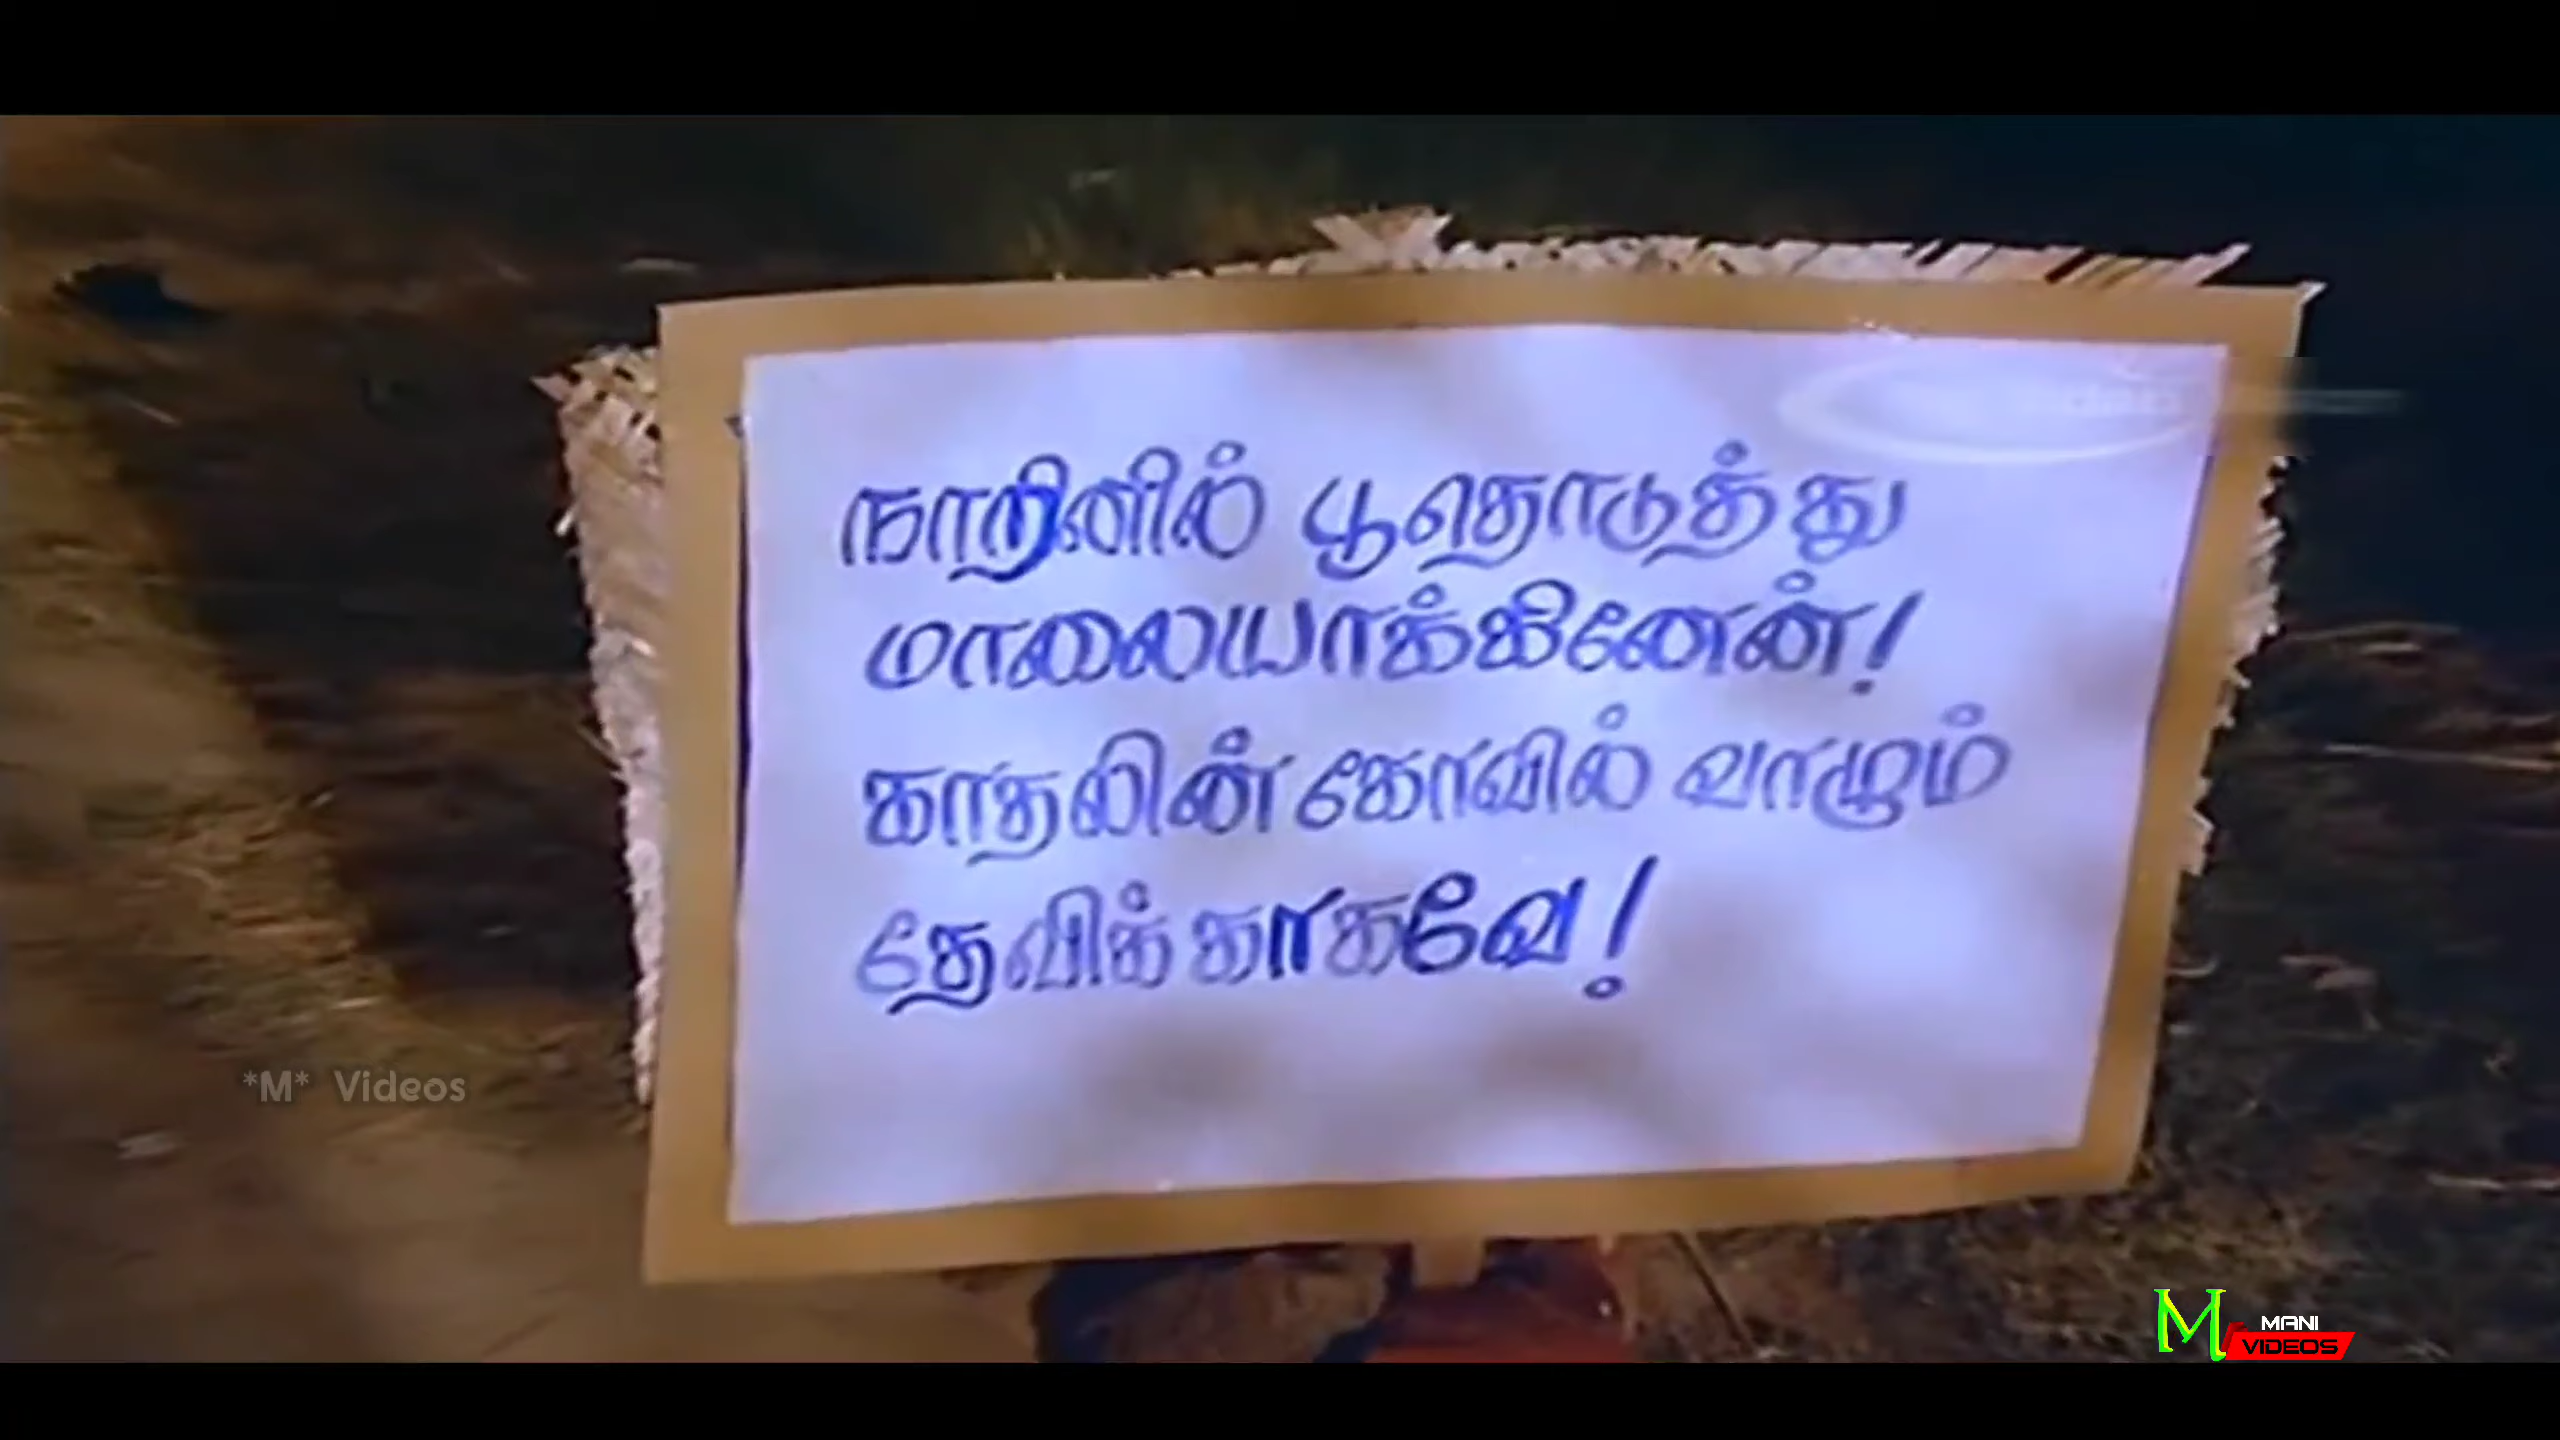 நாறினில் பூதொடுத்து
மாலையாக்கினேன்!
காதலின் கோவில் வாழும்
தேவிக்காகவே!
*M* Videos
M MANI
VIDEOS